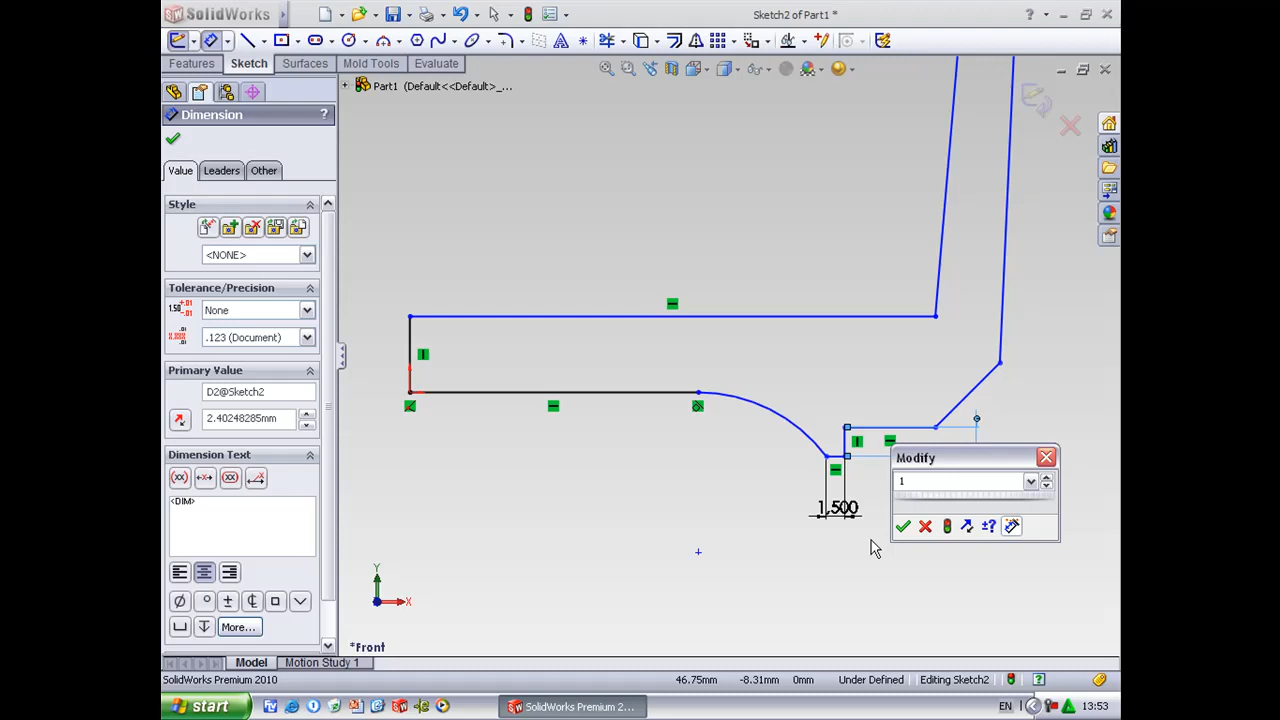 SolidWorks
Sketch2 of Part1 *
Features Sketch Surfaces Mold Tools Evaluate
Part1 (Default<<Default>_...
Dimension ?
Value Leaders Other
Style
<NONE>
Tolerance/Precision
None
.123 (Document)
Primary Value
D2@Sketch2
2.40248285mm
Dimension Text
<DIM>
More...
Modify
1
1,500
Y
X
*Front
Model Motion Study 1
SolidWorks Premium 2010 46.75mm -8.31mm 0mm Under Defined Editing Sketch2
start SolidWorks Premium 2... EN 13:53